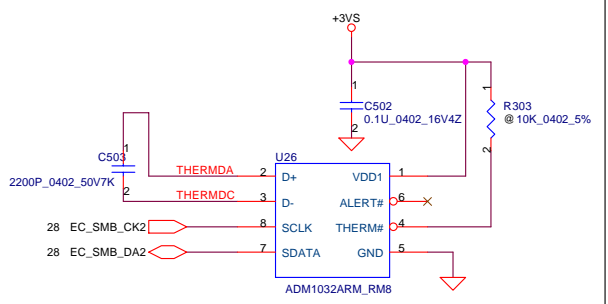 +3VS
1
C502
0.1U_0402_16V4Z
2
1
R303
@10K_0402_5%
2
1
C503
2200P_0402_50V7K
2
U26
THERMDA 2 D+ VDD1 1
THERMDC 3 D- ALERT# 6
28 EC_SMB_CK2 8 SCLK THERM# 4
28 EC_SMB_DA2 7 SDATA GND 5
ADM1032ARM_RM8